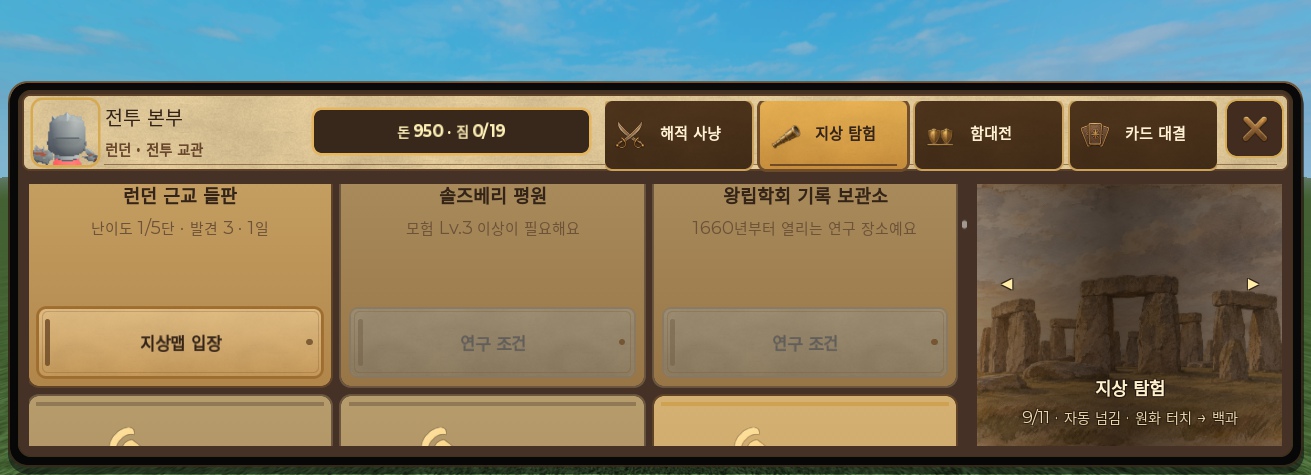 전투 본부
런던 · 전투 교관
돈 950 · 짐 0/19
해적 사냥
지상 탐험
함대전
카드 대결
런던 근교 들판
난이도 1/5단 · 발견 3 · 1일
지상맵 입장
솔즈베리 평원
모험 Lv.3 이상이 필요해요
연구 조건
왕립학회 기록 보관소
1660년부터 열리는 연구 장소예요
연구 조건
지상 탐험
9/11 · 자동 넘김 · 원화 터치 → 백과